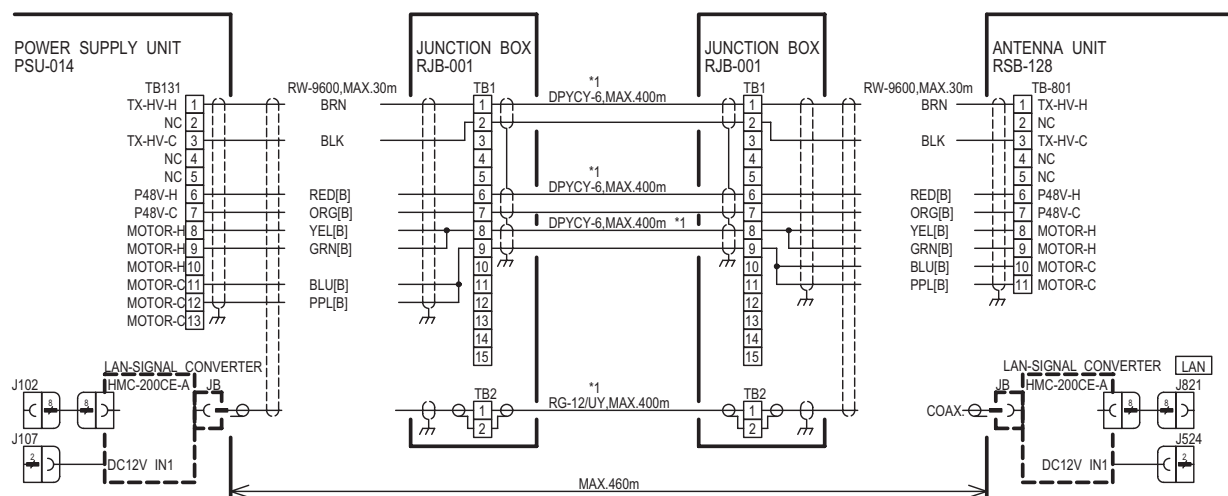 POWER SUPPLY UNIT
PSU-014
JUNCTION BOX
RJB-001
JUNCTION BOX
RJB-001
ANTENNA UNIT
RSB-128
TB131
TX-HV-H 1
NC 2
TX-HV-C 3
NC 4
NC 5
P48V-H 6
P48V-C 7
MOTOR-H 8
MOTOR-H 9
MOTOR-H 10
MOTOR-C 11
MOTOR-C 12
MOTOR-C 13
RW-9600,MAX.30m
BRN
BLK
RED[B]
ORG[B]
YEL[B]
GRN[B]
BLU[B]
PPL[B]
TB1
1
2
3
4
5
6
7
8
9
10
11
12
13
14
15
*1
DPYCY-6,MAX.400m
*1
DPYCY-6,MAX.400m
DPYCY-6,MAX.400m *1
TB1
1
2
3
4
5
6
7
8
9
10
11
12
13
14
15
RW-9600,MAX.30m
BRN
BLK
RED[B]
ORG[B]
YEL[B]
GRN[B]
BLU[B]
PPL[B]
TB-801
1 TX-HV-H
2 NC
3 TX-HV-C
4 NC
5 NC
6 P48V-H
7 P48V-C
8 MOTOR-H
9 MOTOR-H
10 MOTOR-C
11 MOTOR-C
LAN-SIGNAL CONVERTER
HMC-200CE-A
JB
J102
8
8
J107
2
DC12V IN1
TB2
1
2
*1
RG-12/UY,MAX.400m
TB2
1
2
COAX
LAN-SIGNAL CONVERTER LAN
JB HMC-200CE-A
J821
8
8
J524
2
DC12V IN1
MAX.460m